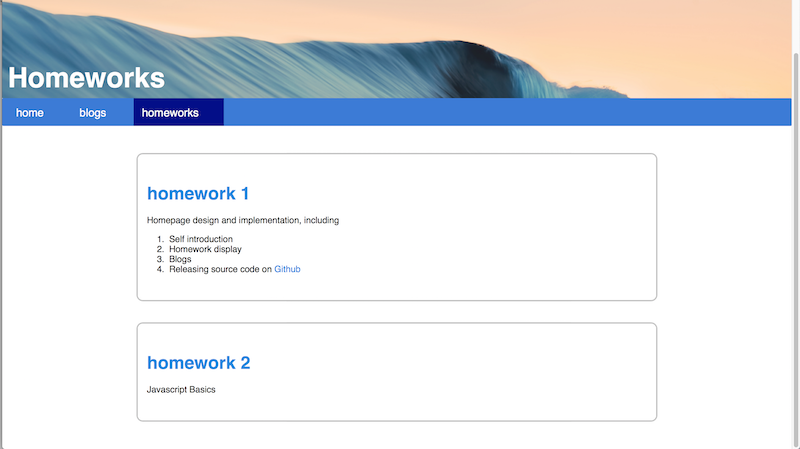 Homeworks
home blogs homeworks
homework 1
Homepage design and implementation, including
1. Self introduction
2. Homework display
3. Blogs
4. Releasing source code on Github
homework 2
Javascript Basics